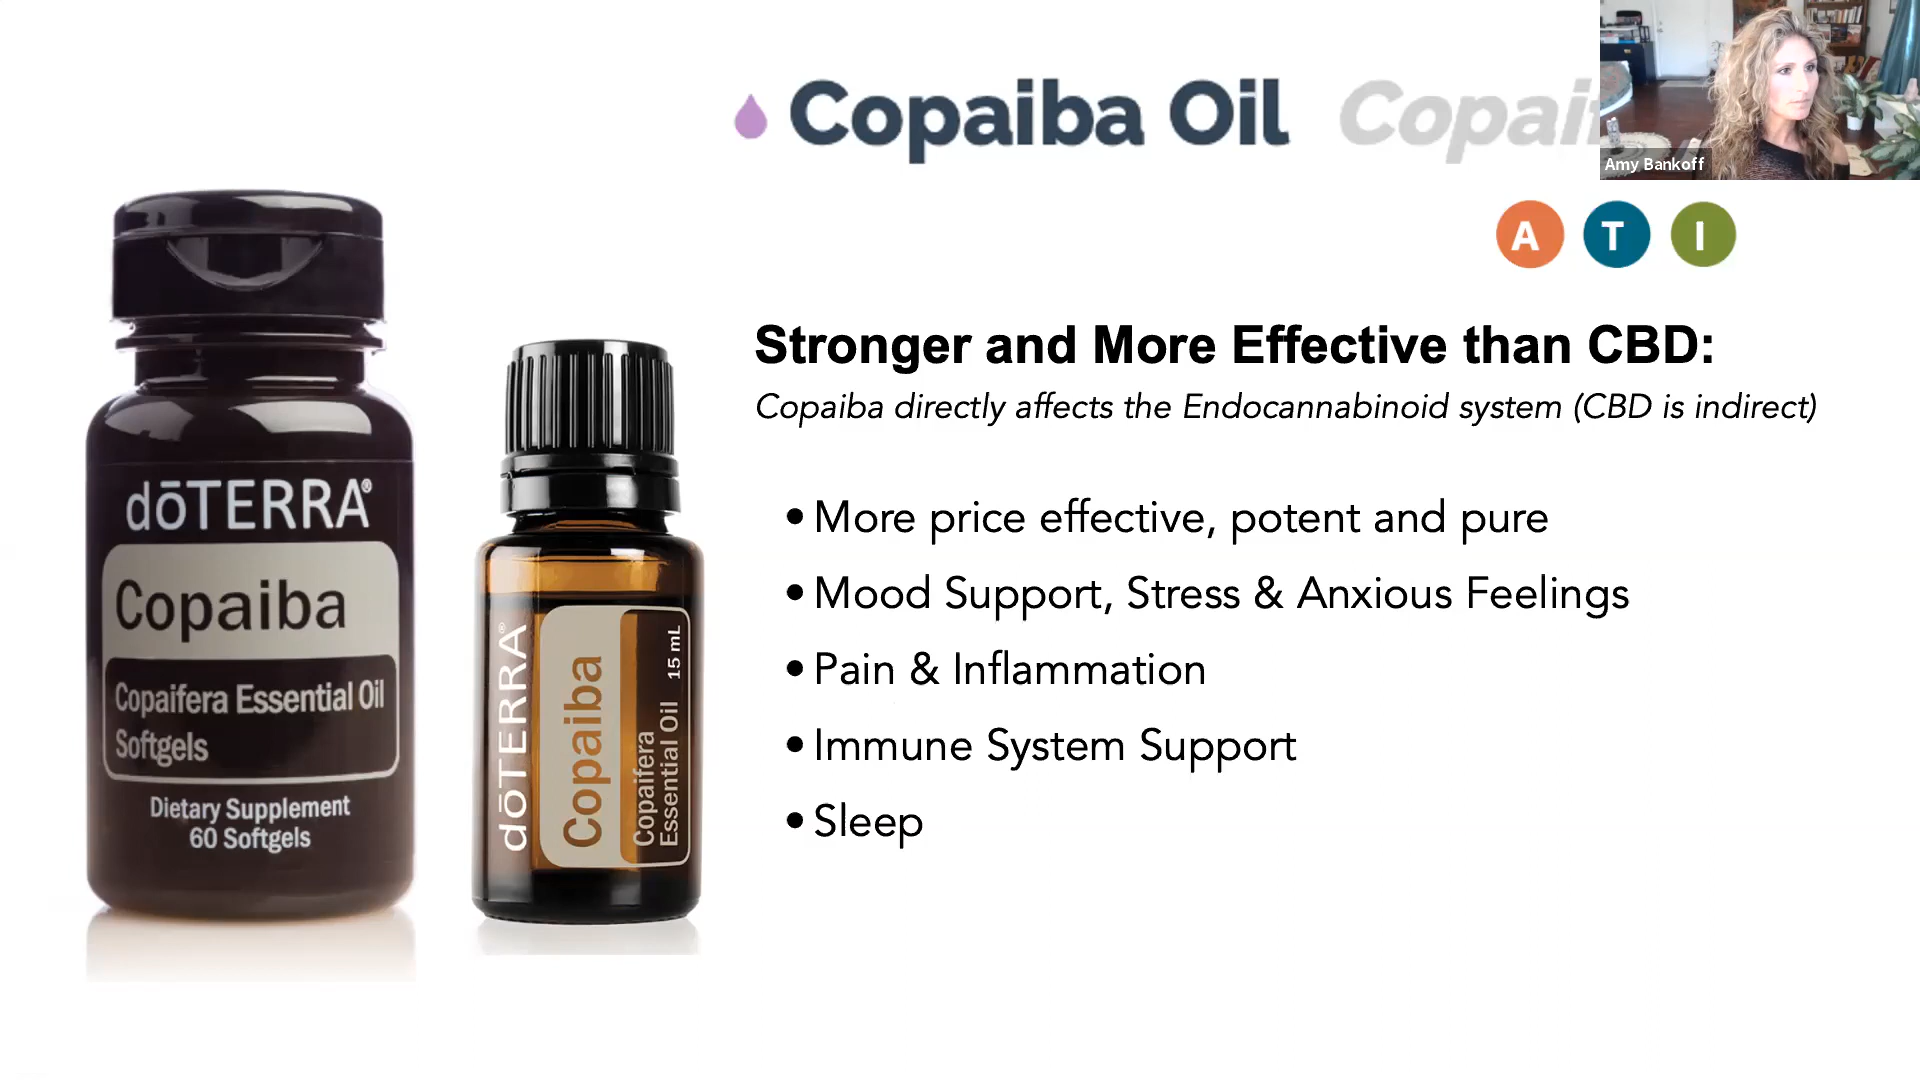 Copaiba Oil Copaif
Amy Bankoff
A T I
Stronger and More Effective than CBD:
Copaiba directly affects the Endocannabinoid system (CBD is indirect)
• More price effective, potent and pure
• Mood Support, Stress & Anxious Feelings
• Pain & Inflammation
• Immune System Support
• Sleep
dōTERRA®
Copaiba
Copaifera Essential Oil
Softgels
Dietary Supplement
60 Softgels
dōTERRA®
Copaiba
Copaifera
Essential Oil 15 mL